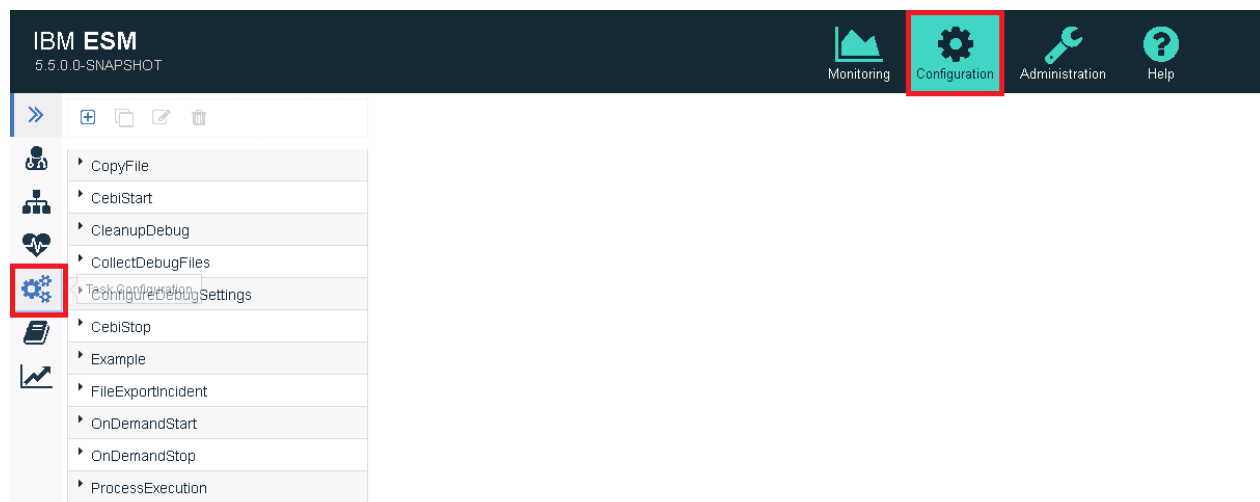 IBM ESM
5.5.0.0-SNAPSHOT
Monitoring
Configuration
Administration
Help
CopyFile
CebiStart
CleanupDebug
CollectDebugFiles
Task Configuration
ConfigureDebugSettings
CebiStop
Example
FileExportIncident
OnDemandStart
OnDemandStop
ProcessExecution